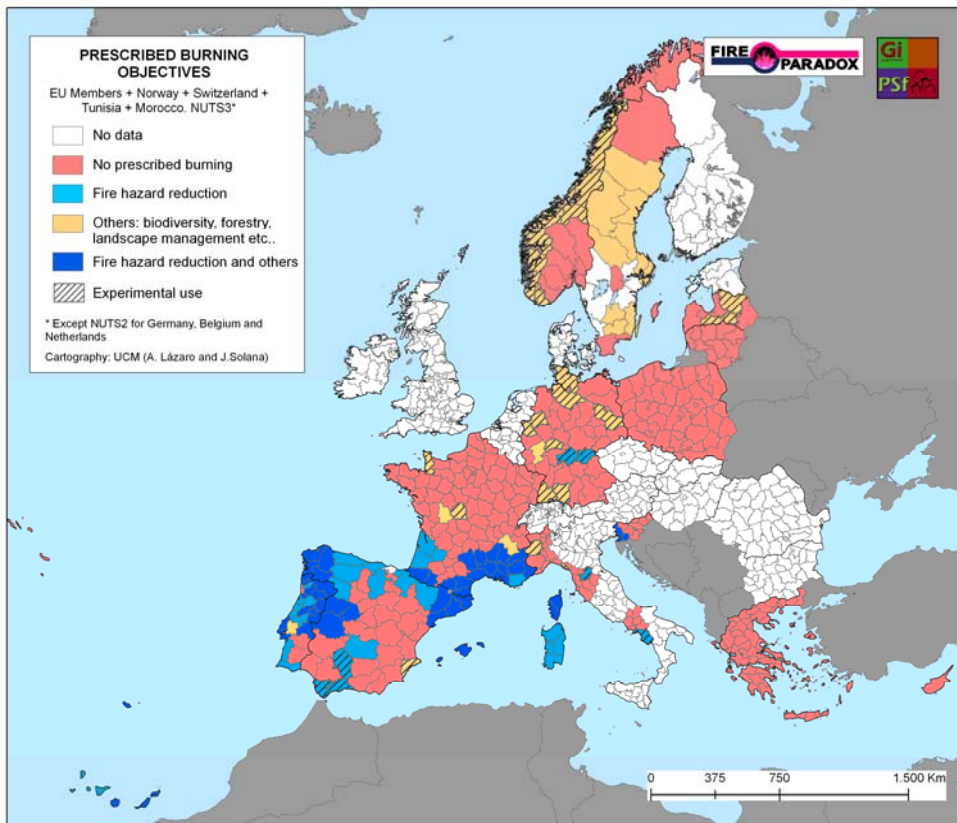 PRESCRIBED BURNING
OBJECTIVES
EU Members + Norway + Switzerland +
Tunisia + Morocco. NUTS3*
No data
No prescribed burning
Fire hazard reduction
Others: biodiversity, forestry,
landscape management etc..
Fire hazard reduction and others
Experimental use
* Except NUTS2 for Germany, Belgium and
Netherlands
Cartography: UCM (A. Lázaro and J.Solana)
FIRE
PARADOX
Gi
PSf
0 375 750 1.500 Km